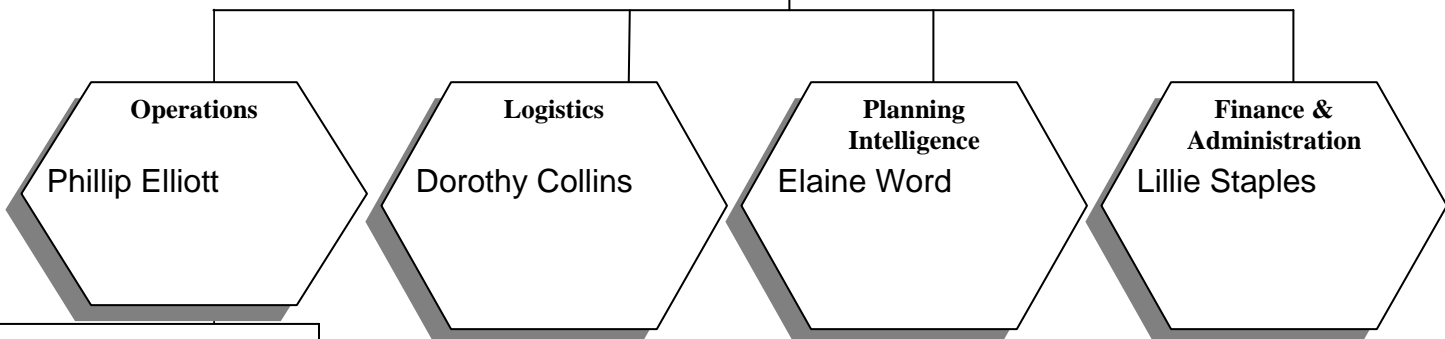 Operations
Phillip Elliott
Logistics
Dorothy Collins
Planning
Intelligence
Elaine Word
Finance &
Administration
Lillie Staples